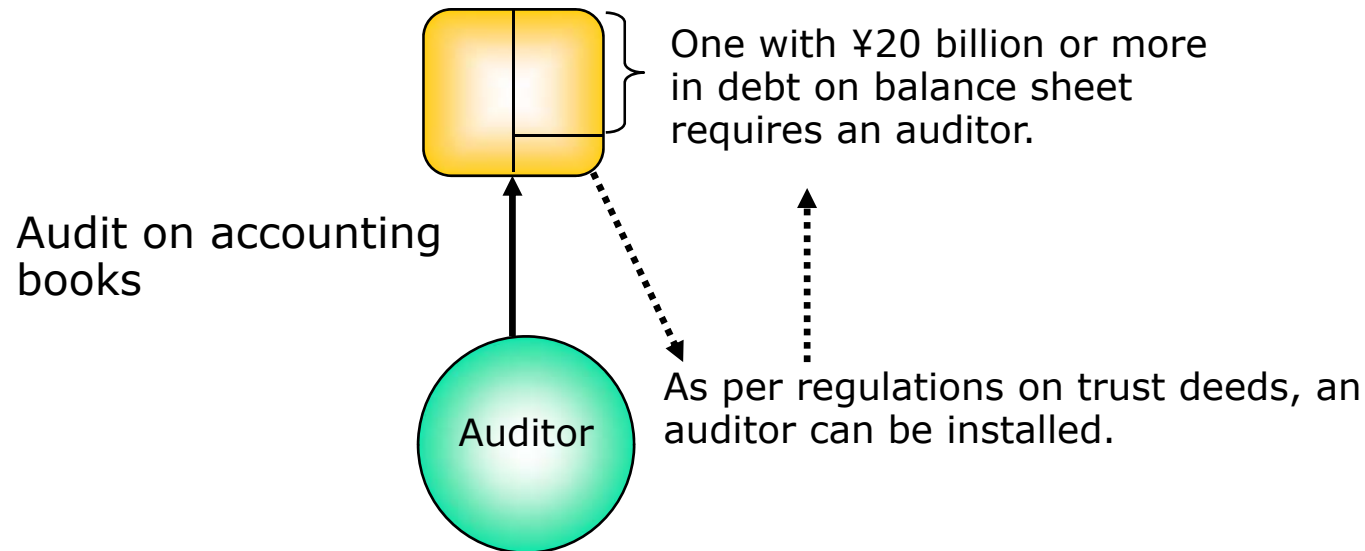 One with ¥20 billion or more
in debt on balance sheet
requires an auditor.
Audit on accounting
books
Auditor
As per regulations on trust deeds, an
auditor can be installed.